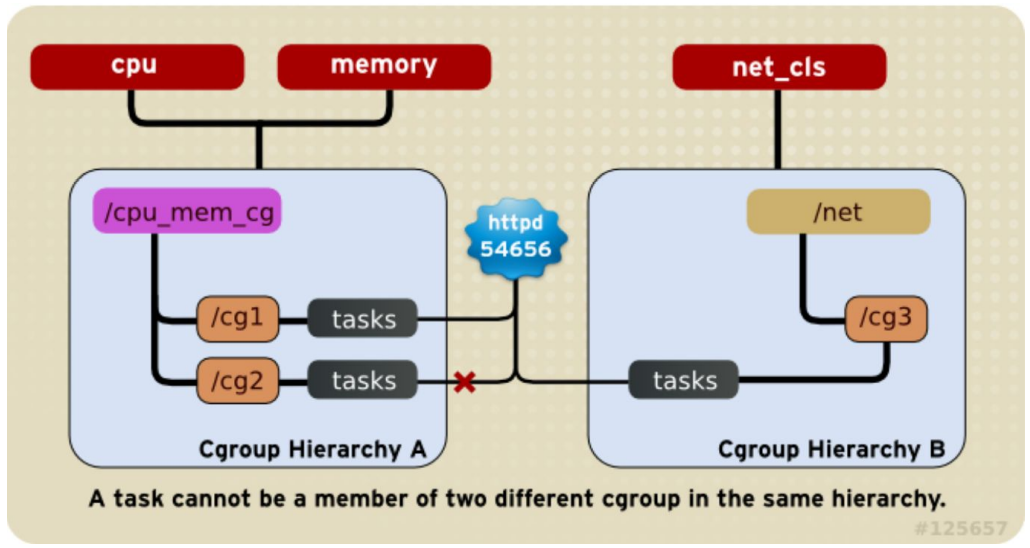 cpu
memory
net_cls
/cpu_mem_cg
/net
httpd
54656
/cg1
tasks
/cg3
/cg2
tasks
tasks
Cgroup Hierarchy A
Cgroup Hierarchy B
A task cannot be a member of two different cgroup in the same hierarchy.
#125657